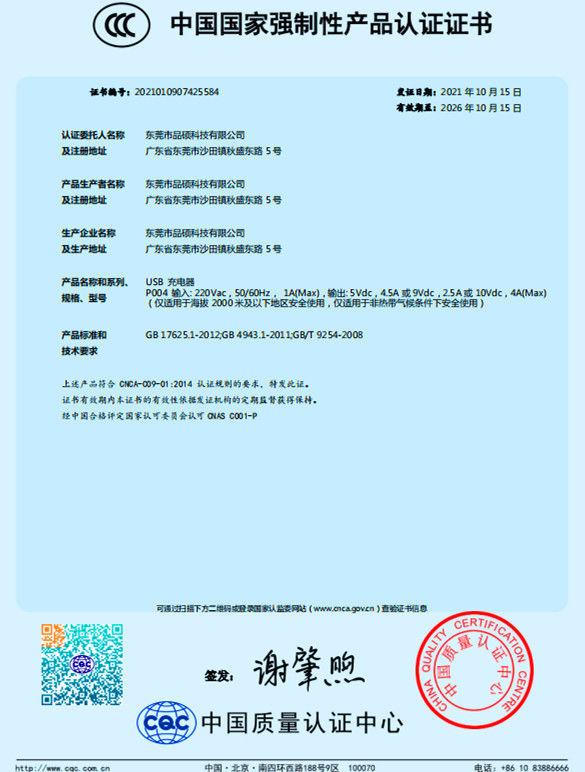 CCC 中国国家强制性产品认证证书
证书编号：2021010907425584
发证日期：2021 年 10 月 15 日
有效期至：2026 年 10 月 15 日
认证委托人名称 东莞市品硕科技有限公司
及注册地址 广东省东莞市沙田镇秋盛东路 5 号
产品生产者名称 东莞市品硕科技有限公司
及注册地址 广东省东莞市沙田镇秋盛东路 5 号
生产企业名称 东莞市品硕科技有限公司
及生产地址 广东省东莞市沙田镇秋盛东路 5 号
产品名称和系列、 USB 充电器
规格、型号 P004 输入: 220Vac , 50/60Hz , 1A(Max) , 输出: 5Vdc , 4.5A 或 9Vdc , 2.5A 或 10Vdc , 4A(Max)
（仅适用于海拔 2000 米及以下地区安全使用，仅适用于非热带气候条件下安全使用）
产品标准和 GB 17625.1-2012;GB 4943.1-2011;GB/T 9254-2008
技术要求
上述产品符合 CNCA-C09-01:2014 认证规则的要求，特发此证。
证书有效期内本证书的有效性依据发证机构的定期监督获得保持。
经中国合格评定国家认可委员会认可 CNAS C001-P
可通过扫描下方二维码或登录国家认监委网站（www.cnca.gov.cn）查验证书信息
CQC
签发：谢肇煦
CHINA QUALITY CERTIFICATION CENTRE
中国质量认证中心
CQC 中国质量认证中心
http://www.cqc.com.cn 中国·北京·南四环西路188号9区 100070 电话：+86 10 83886666